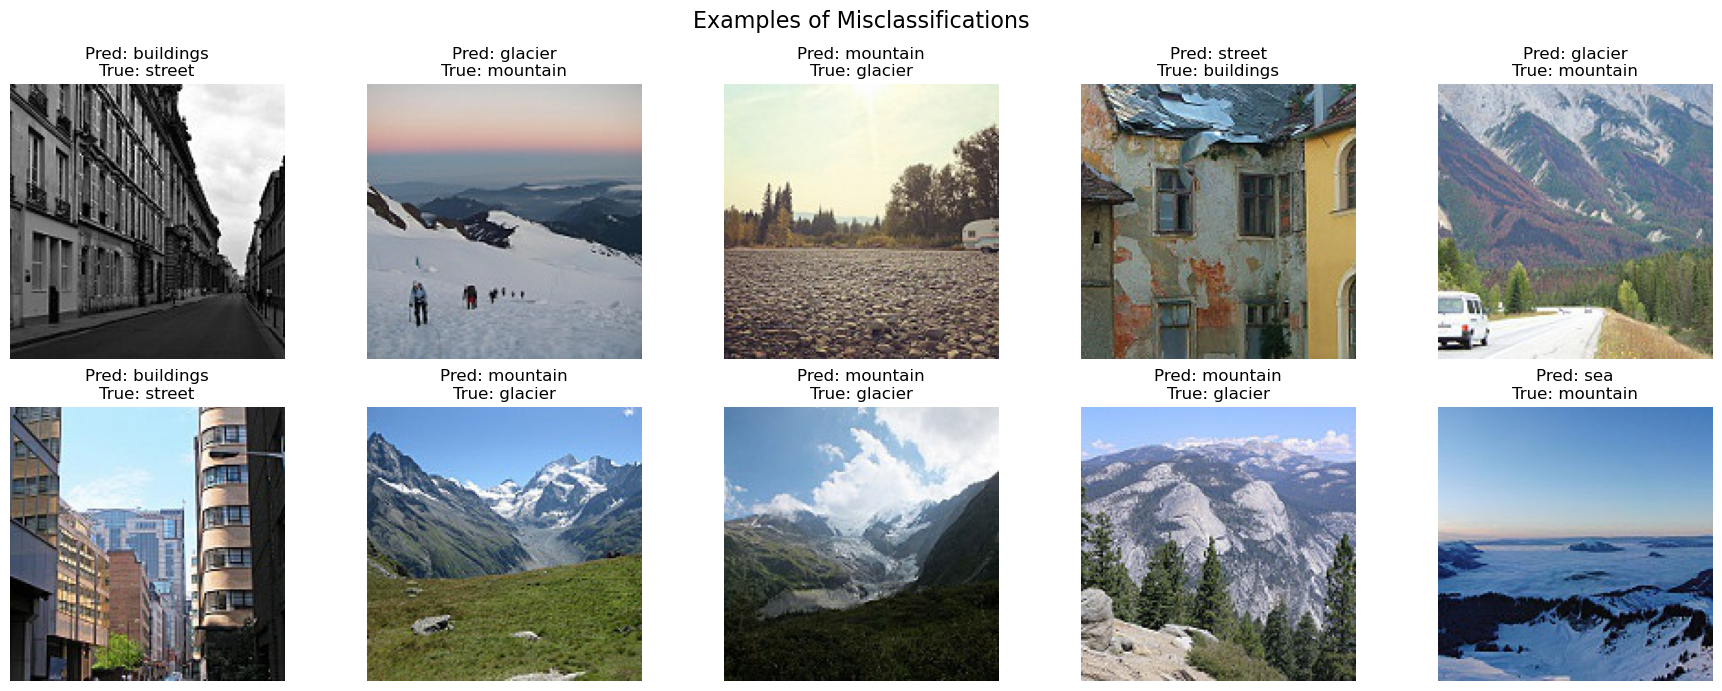 Examples of Misclassifications
Pred: buildings
True: street
Pred: glacier
True: mountain
Pred: mountain
True: glacier
Pred: street
True: buildings
Pred: glacier
True: mountain
Pred: buildings
True: street
Pred: mountain
True: glacier
Pred: mountain
True: glacier
Pred: mountain
True: glacier
Pred: sea
True: mountain